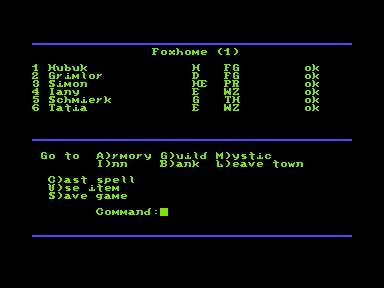 Foxhome (1)
1 Hubuk H FG ok
2 Grimlor D FG ok
3 Simon HE PR ok
4 Iany E WZ ok
5 Schmierk G TH ok
6 Tatia E WZ ok
Go to A)rmory G)uild M)ystic
I)nn B)ank L)eave town
C)ast spell
U)se item
S)ave game
Command: